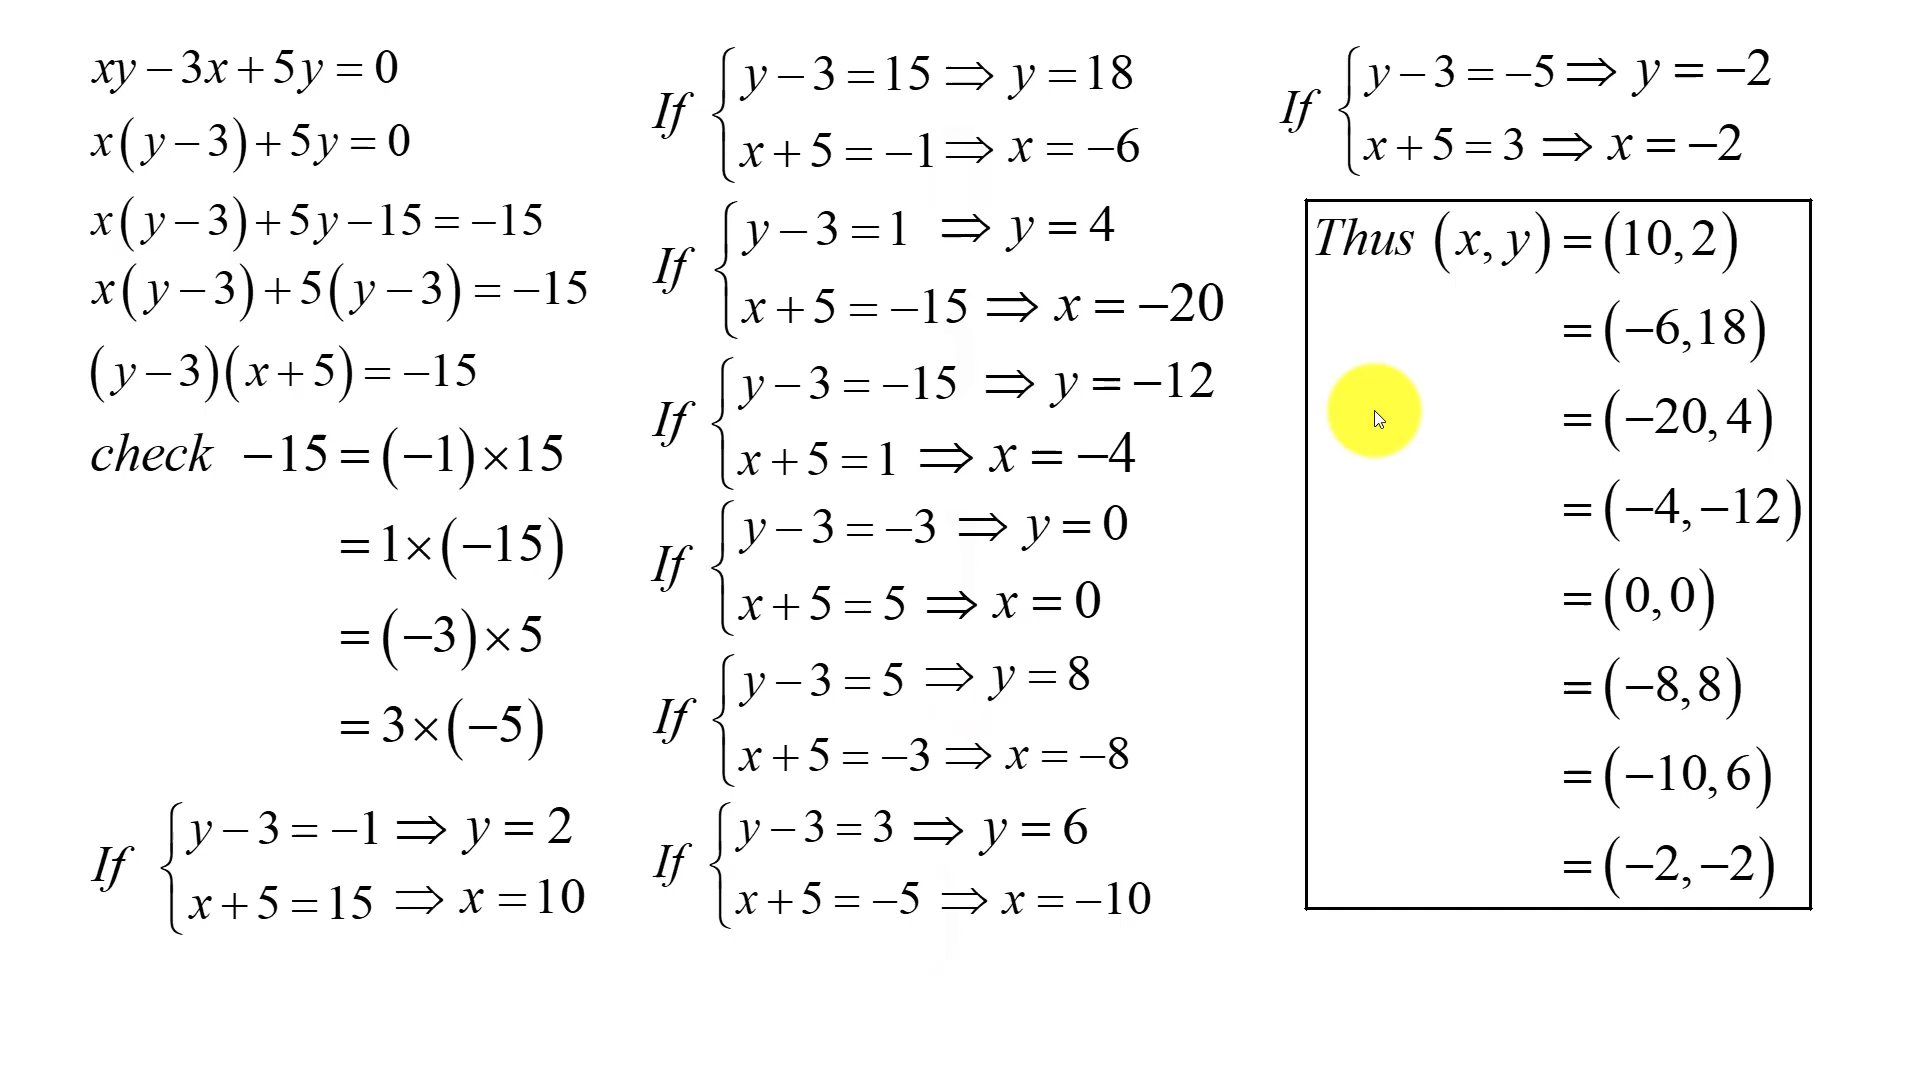 xy − 3x + 5y = 0
x(y − 3) + 5y = 0
x(y − 3) + 5y − 15 = −15
x(y − 3) + 5(y − 3) = −15
(y − 3)(x + 5) = −15
check −15 = (−1) × 15
= 1 × (−15)
= (−3) × 5
= 3 × (−5)
If { y − 3 = −1 ⇒ y = 2
x + 5 = 15 ⇒ x = 10
If { y − 3 = 15 ⇒ y = 18
x + 5 = −1 ⇒ x = −6
If { y − 3 = 1 ⇒ y = 4
x + 5 = −15 ⇒ x = −20
If { y − 3 = −15 ⇒ y = −12
x + 5 = 1 ⇒ x = −4
If { y − 3 = −3 ⇒ y = 0
x + 5 = 5 ⇒ x = 0
If { y − 3 = 5 ⇒ y = 8
x + 5 = −3 ⇒ x = −8
If { y − 3 = 3 ⇒ y = 6
x + 5 = −5 ⇒ x = −10
If { y − 3 = −5 ⇒ y = −2
x + 5 = 3 ⇒ x = −2
Thus (x, y) = (10, 2)
= (−6, 18)
= (−20, 4)
= (−4, −12)
= (0, 0)
= (−8, 8)
= (−10, 6)
= (−2, −2)